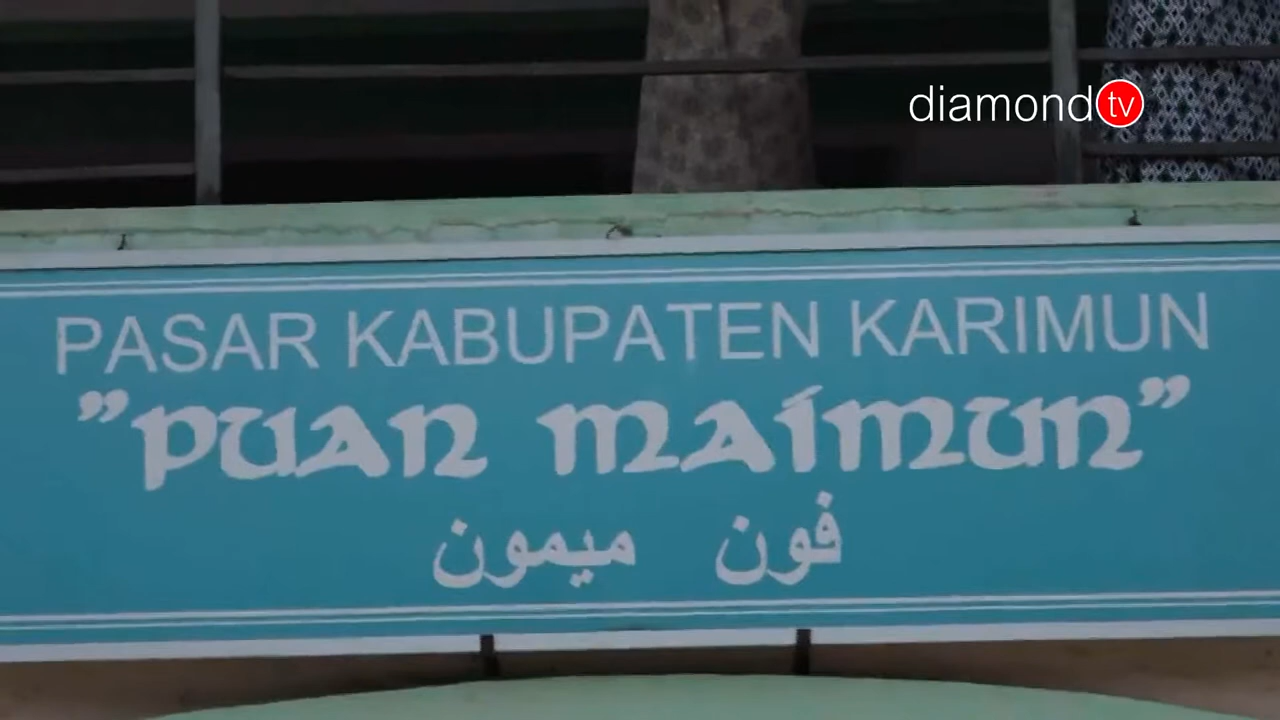 diamond tv
PASAR KABUPATEN KARIMUN
”PUAN MAIMUN”
فون ميمون